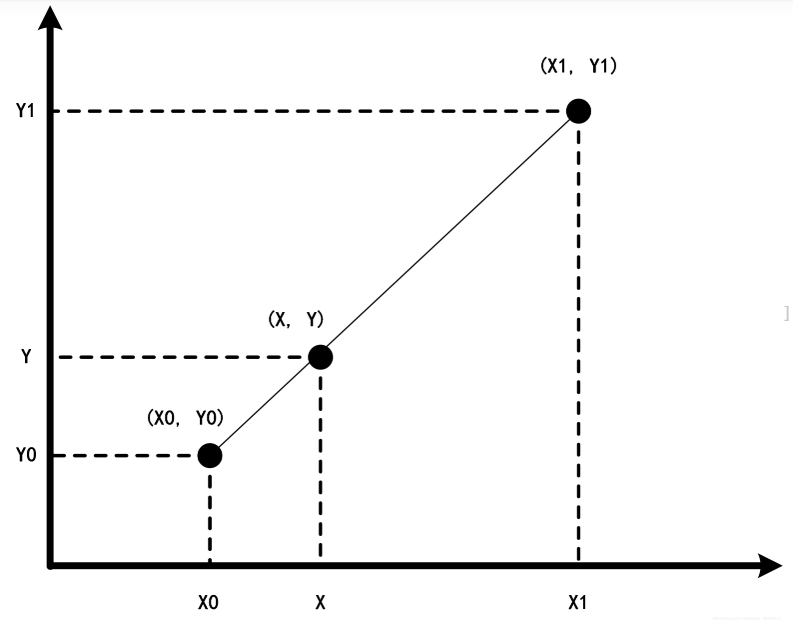 (X1, Y1)
Y1
(X, Y)
Y
(X0, Y0)
Y0
X0 X X1
]